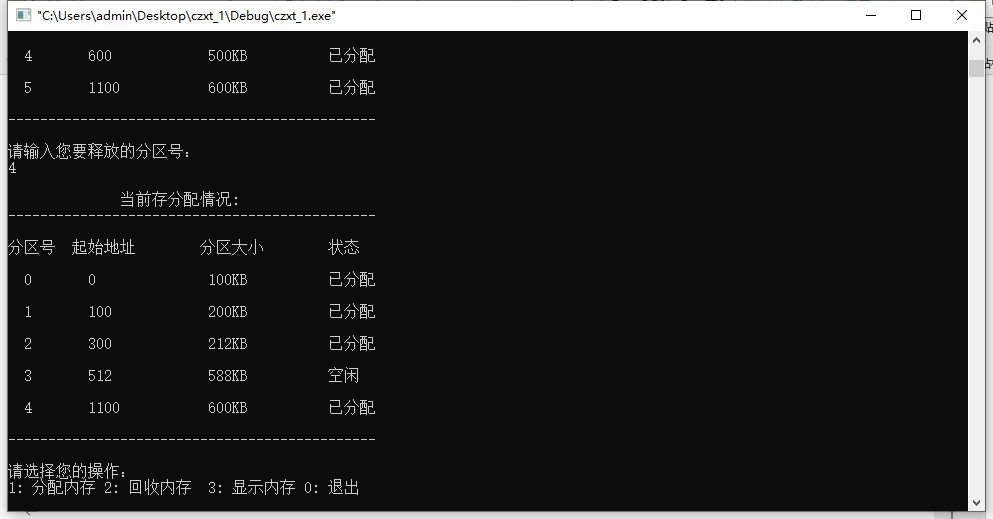 "C:\Users\admin\Desktop\czxt_1\Debug\czxt_1.exe"
4 600 500KB 已分配
5 1100 600KB 已分配
----------------------------------------------
请输入您要释放的分区号：
4
当前存分配情况:
----------------------------------------------
分区号 起始地址 分区大小 状态
0 0 100KB 已分配
1 100 200KB 已分配
2 300 212KB 已分配
3 512 588KB 空闲
4 1100 600KB 已分配
----------------------------------------------
请选择您的操作：
1: 分配内存 2: 回收内存 3: 显示内存 0: 退出